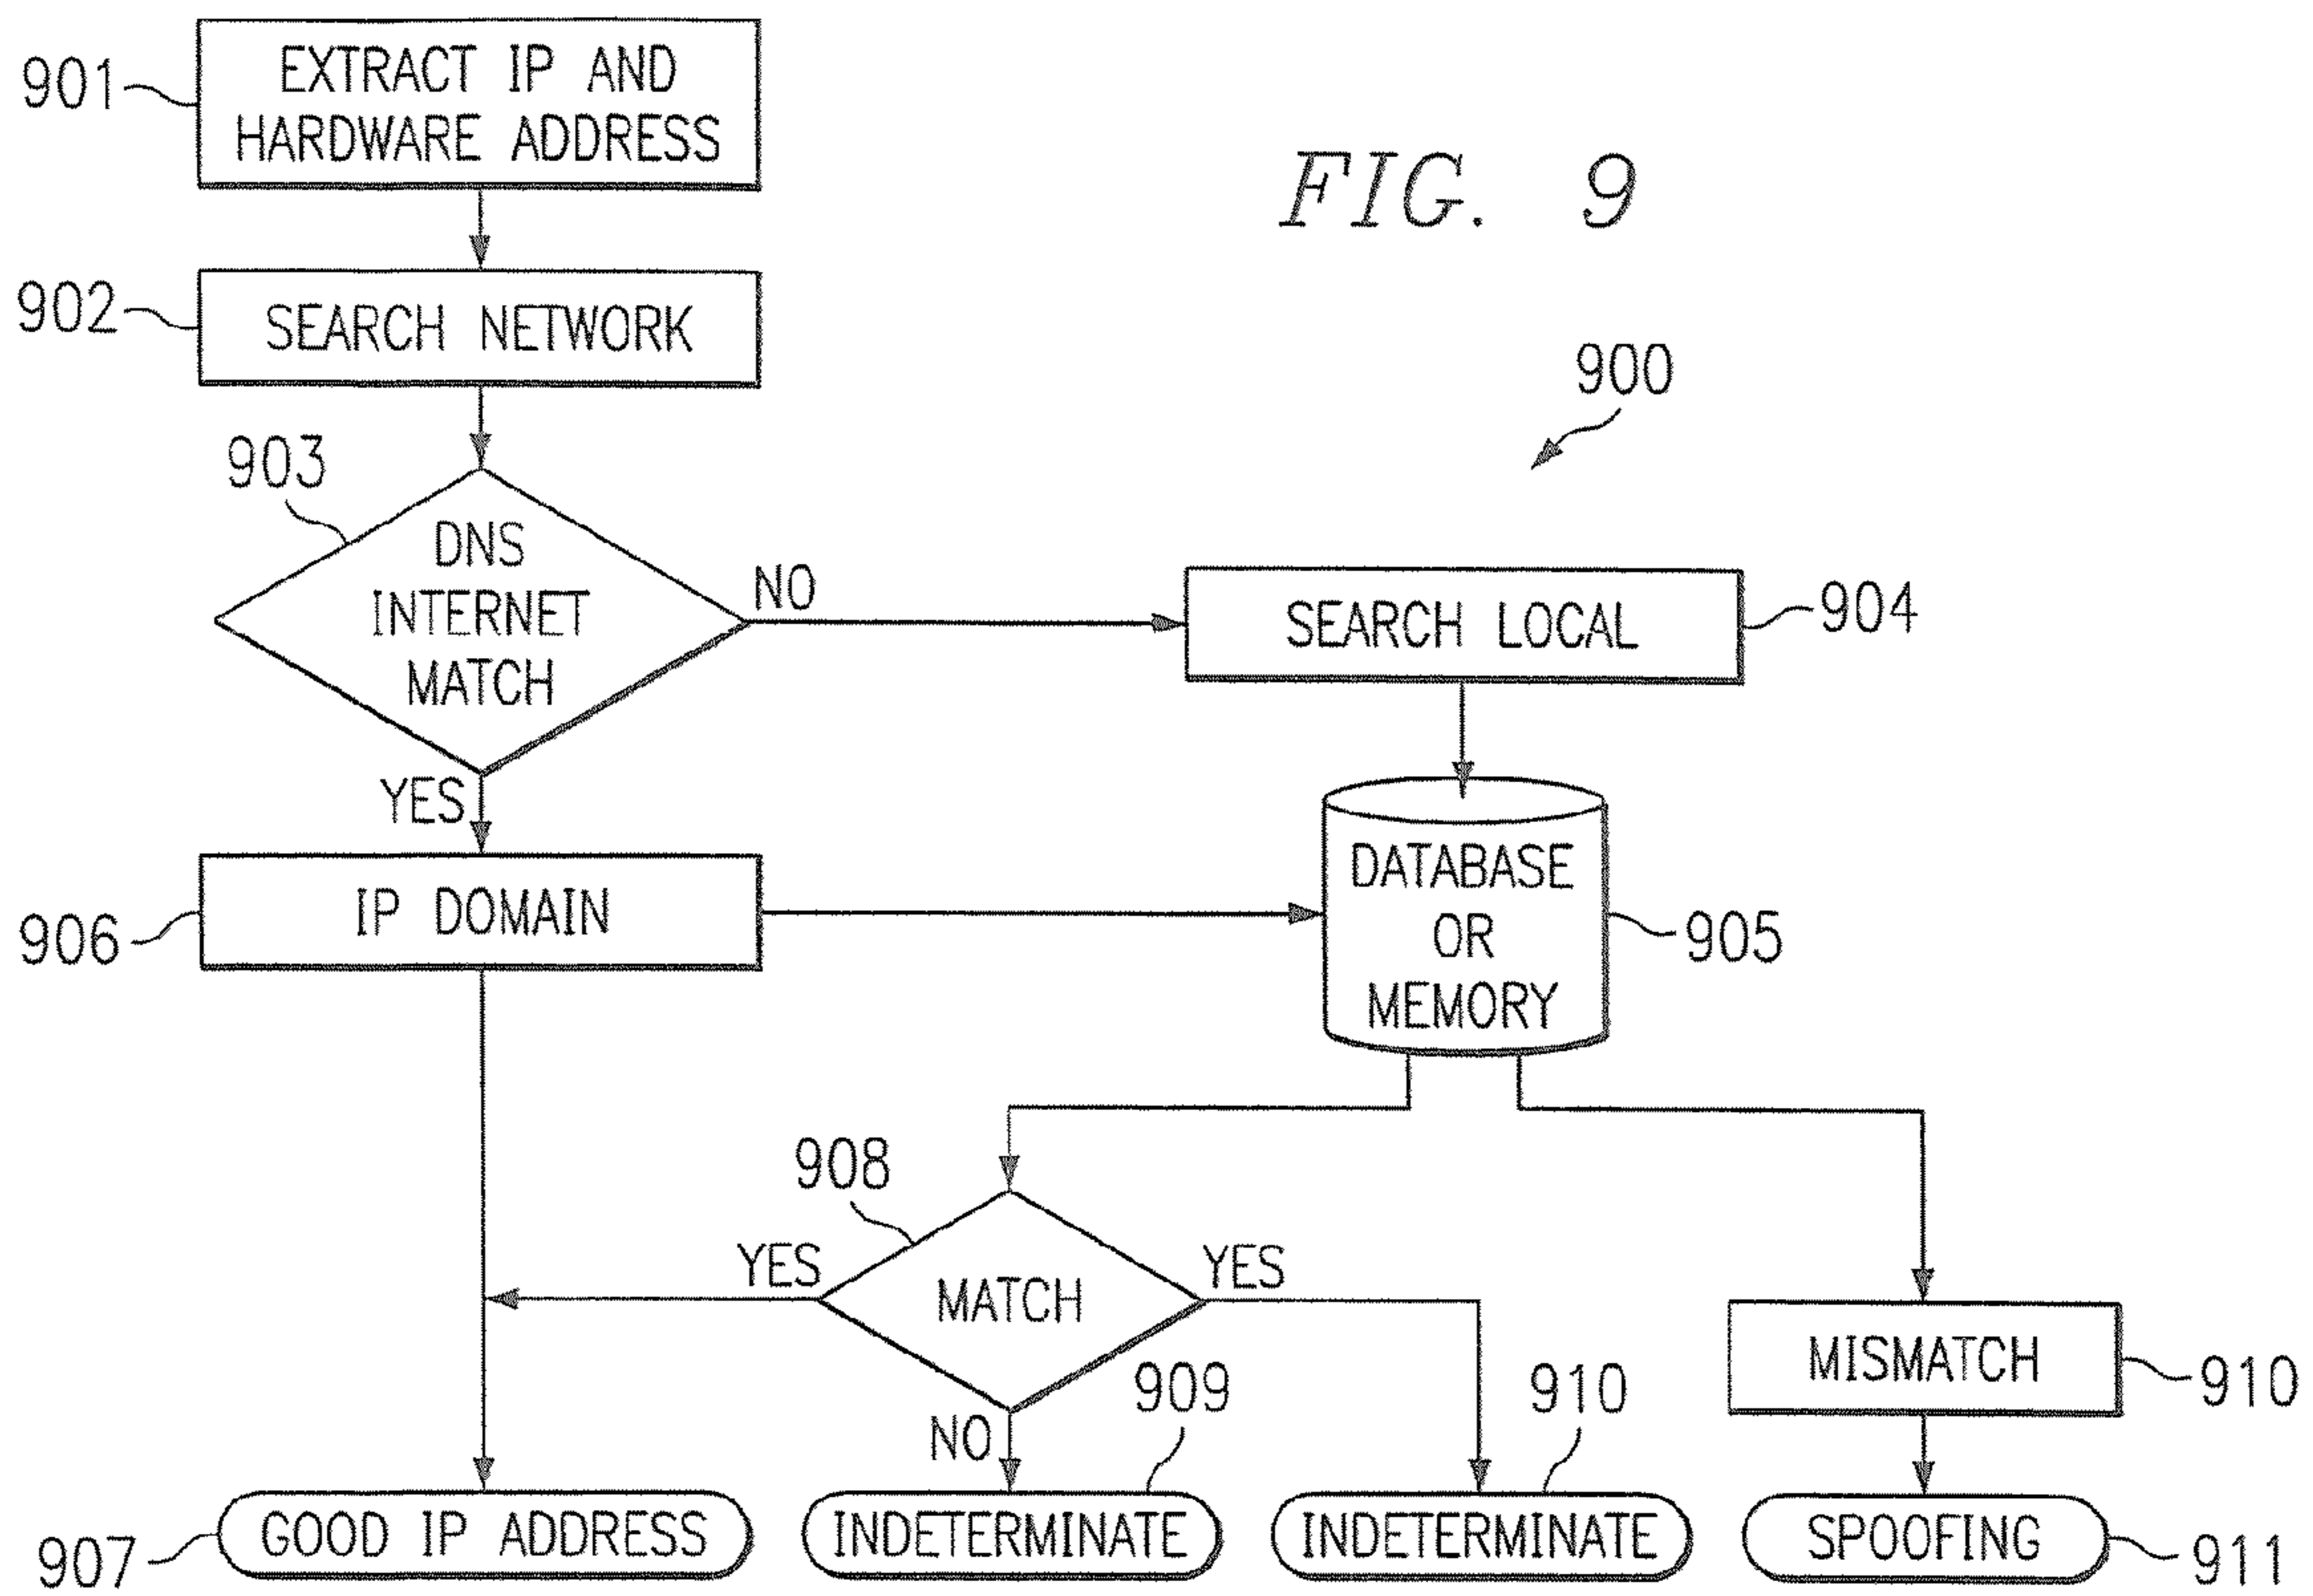 901
EXTRACT IP AND
HARDWARE ADDRESS
FIG. 9
902
SEARCH NETWORK
900
903
DNS
INTERNET
MATCH
NO
SEARCH LOCAL
904
YES
906
IP DOMAIN
DATABASE
OR
MEMORY
905
908
YES
MATCH
YES
NO
909
910
MISMATCH
910
907
GOOD IP ADDRESS
INDETERMINATE
INDETERMINATE
SPOOFING
911